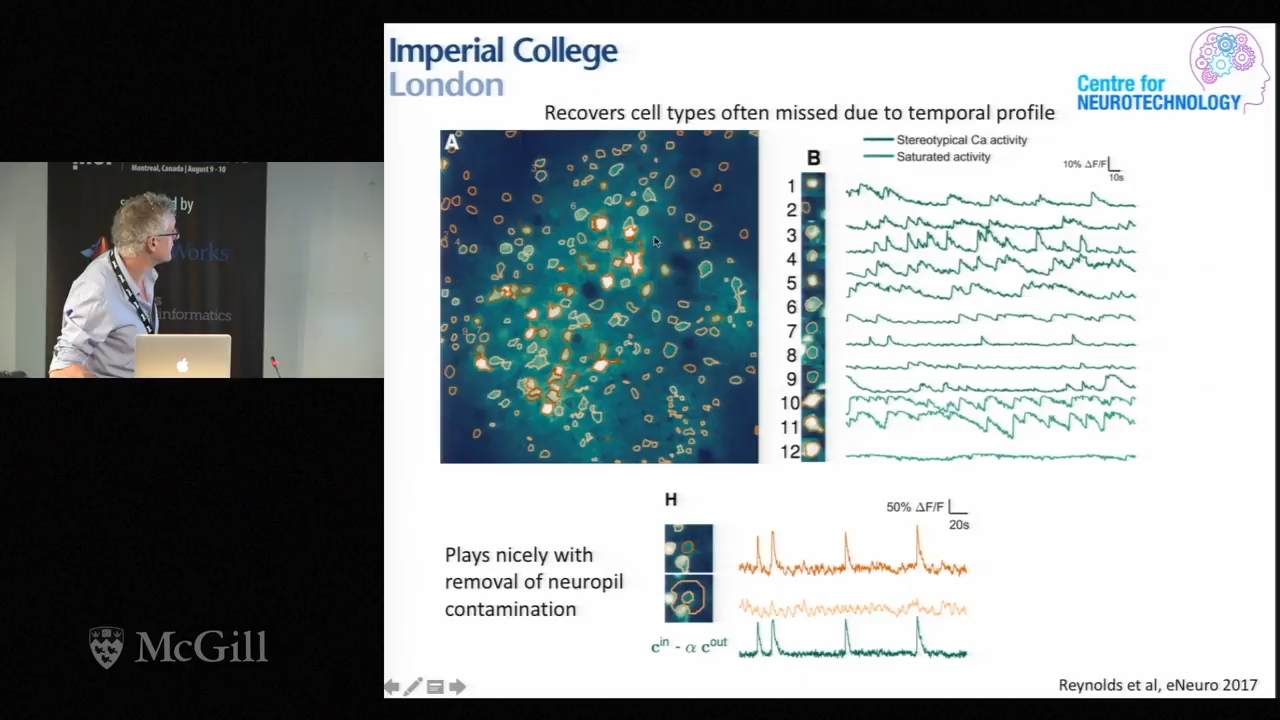 Imperial College
London
Centre for
NEUROTECHNOLOGY
Recovers cell types often missed due to temporal profile
A
B
Stereotypical Ca activity
Saturated activity
10% ΔF/F
10s
1
2
3
4
5
6
7
8
9
10
11
12
H
50% ΔF/F
20s
Plays nicely with
removal of neuropil
contamination
c^in - α c^out
Reynolds et al, eNeuro 2017
Montreal, Canada | August 9 - 10
by
Works
informatics
McGill